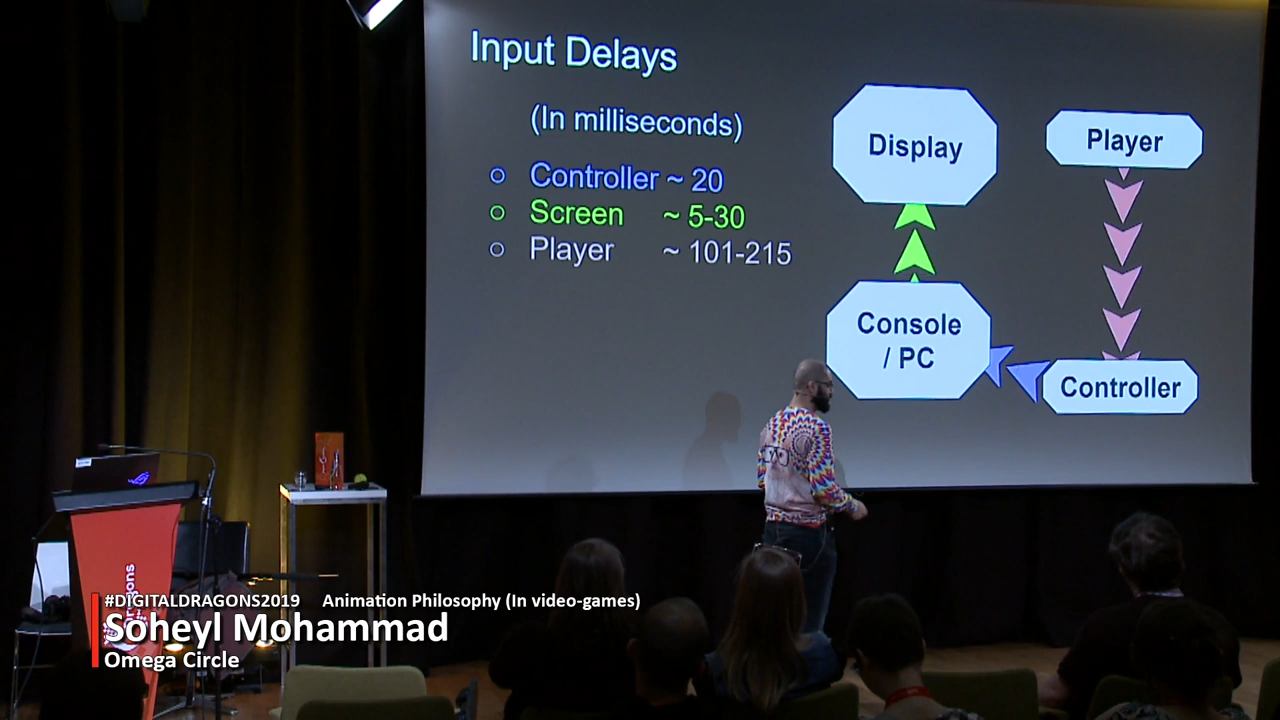 Input Delays
(In milliseconds)
Controller ~ 20
Screen ~ 5-30
Player ~ 101-215
Display
Player
Console
/ PC
Controller
dragons
#DIGITALDRAGONS2019 Animation Philosophy (In video-games)
Soheyl Mohammad
Omega Circle